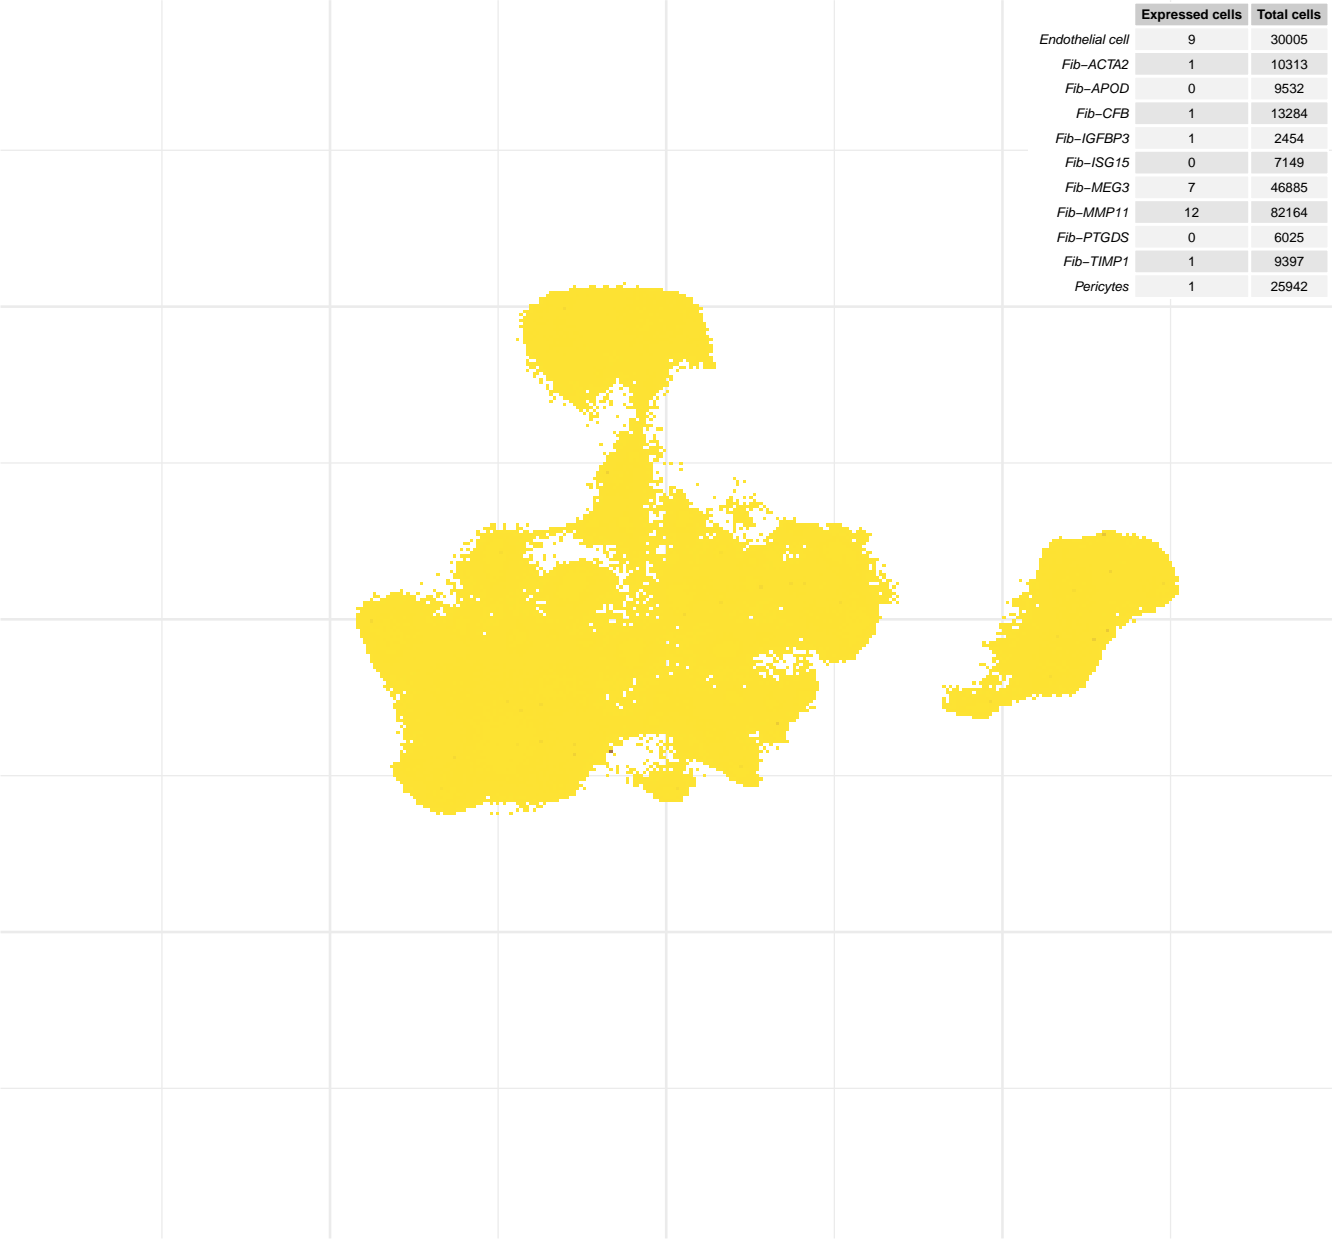 Expressed cells Total cells
Endothelial cell 9 30005
Fib−ACTA2 1 10313
Fib−APOD 0 9532
Fib−CFB 1 13284
Fib−IGFBP3 1 2454
Fib−ISG15 0 7149
Fib−MEG3 7 46885
Fib−MMP11 12 82164
Fib−PTGDS 0 6025
Fib−TIMP1 1 9397
Pericytes 1 25942